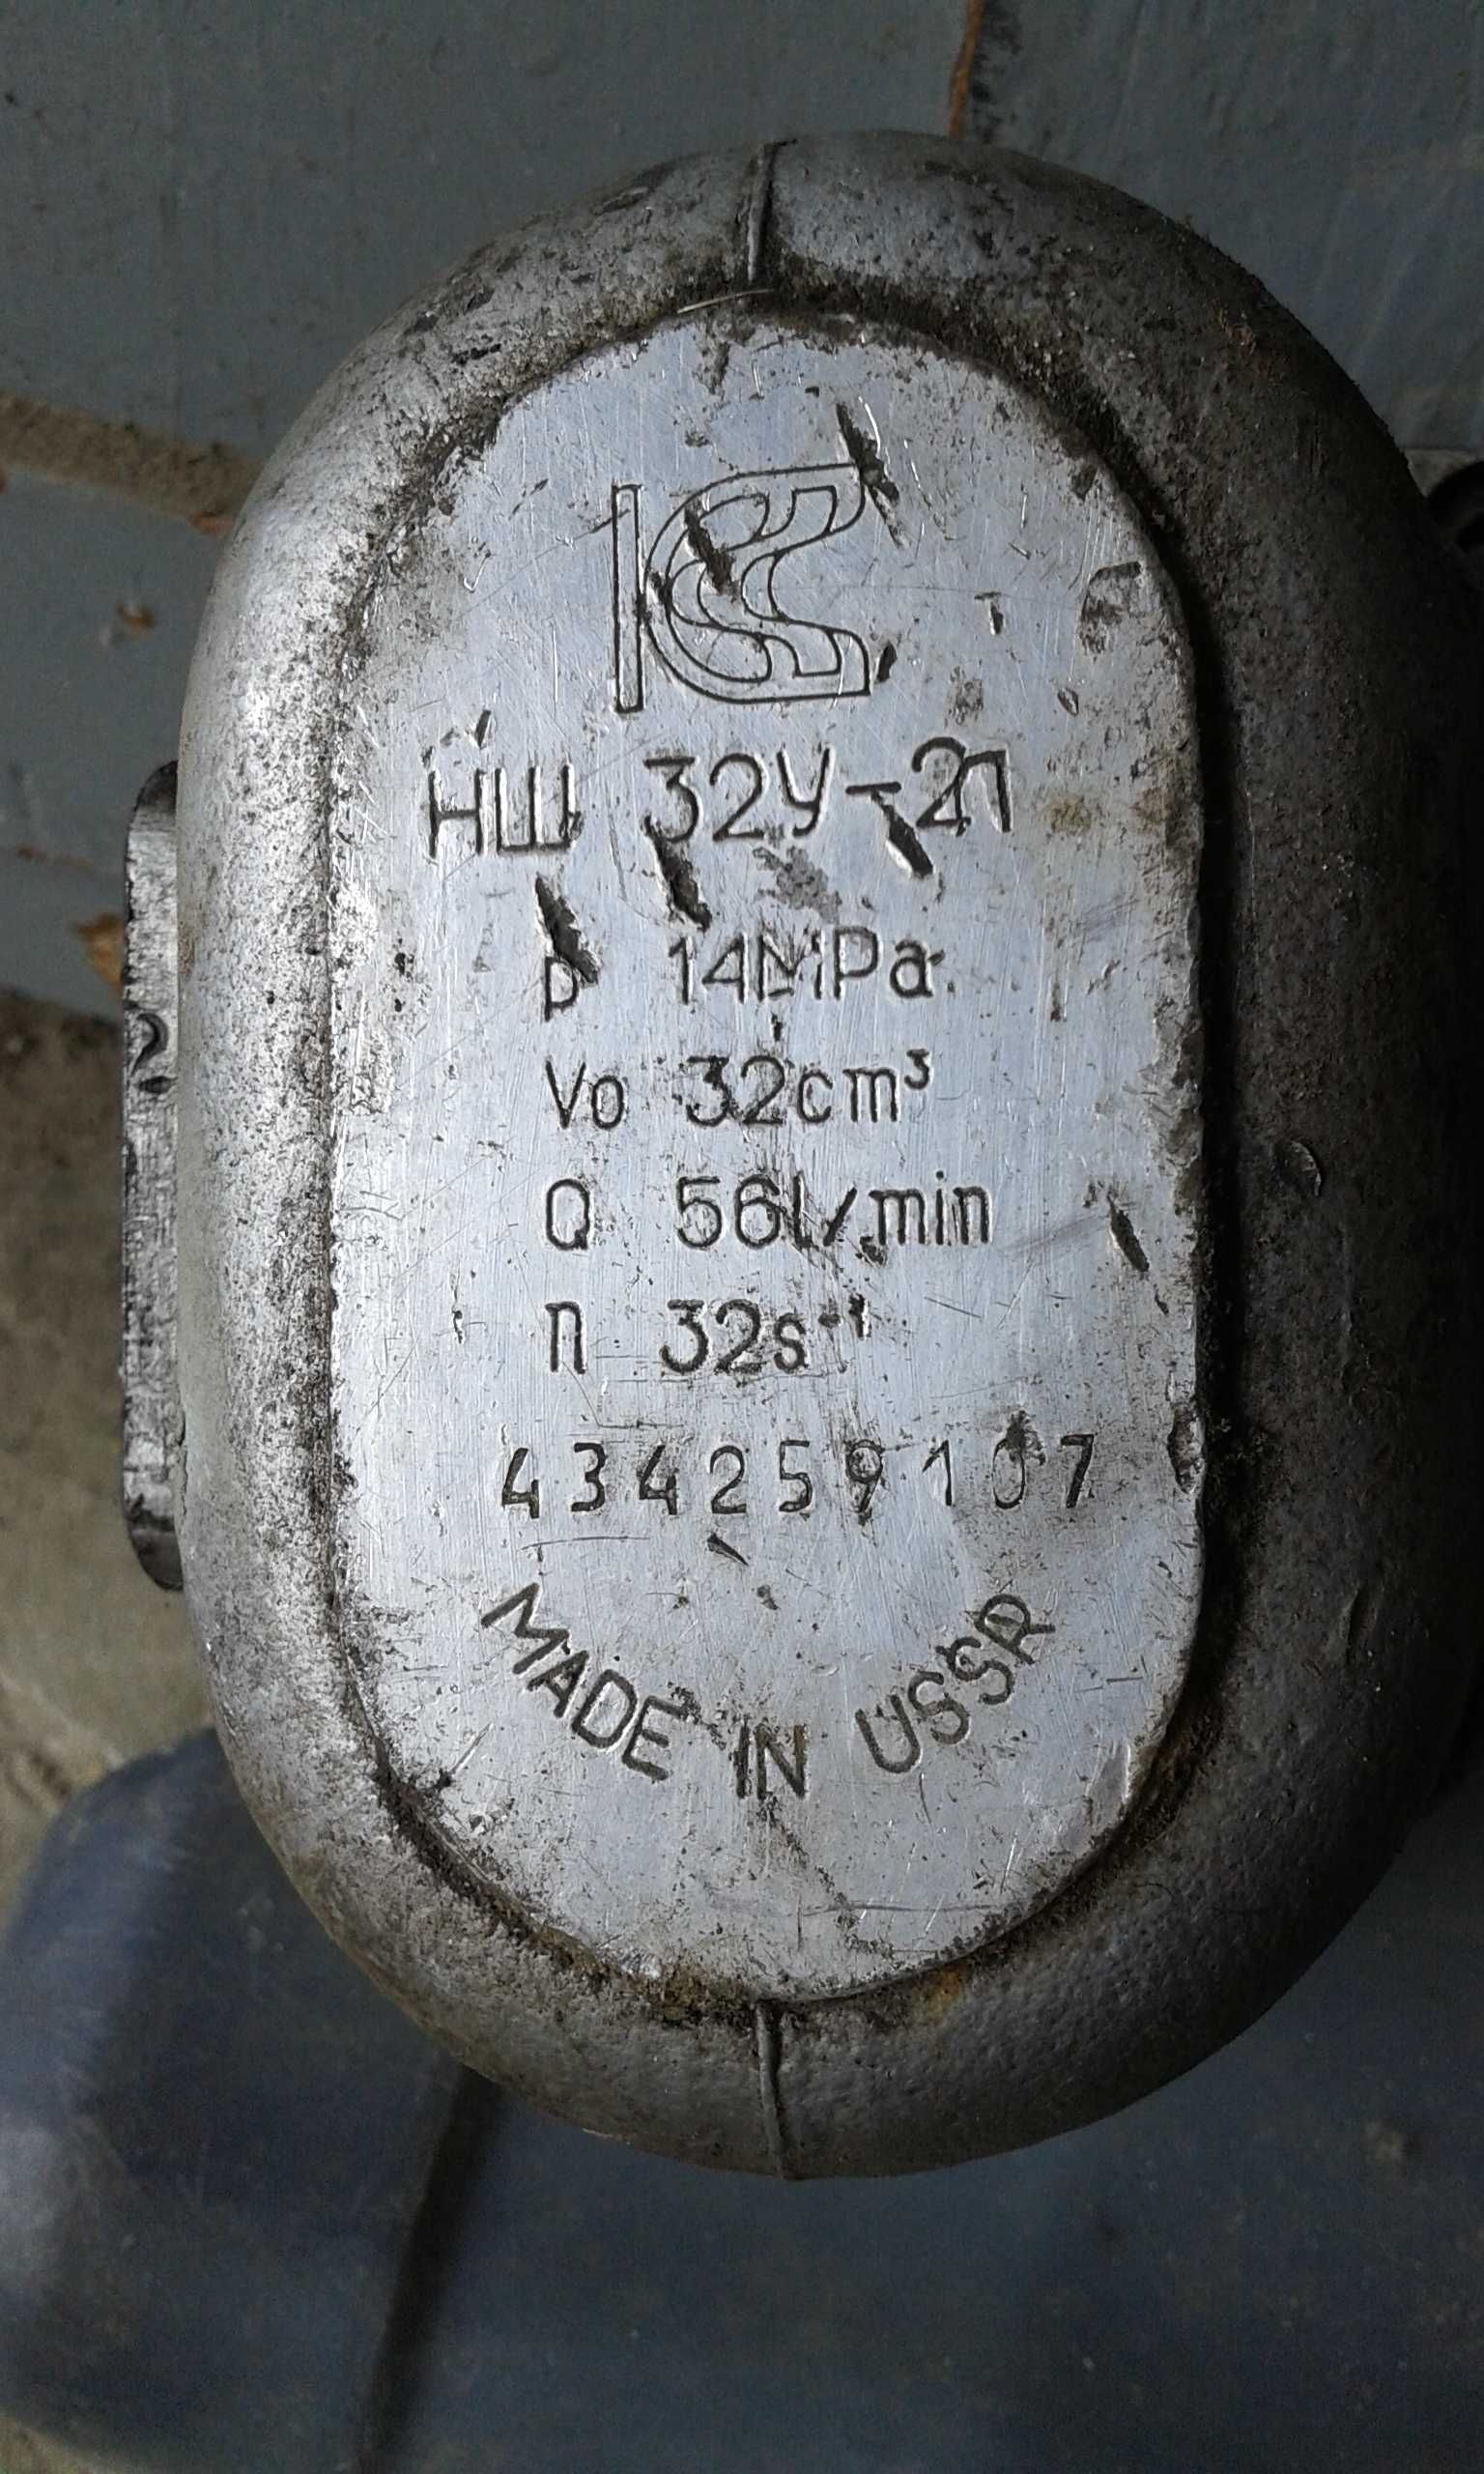 НШ 32У-2Л
p 14MPa
Vo 32cm³
Q 56l/min
n 32s⁻¹
434259107
MADE IN USSR